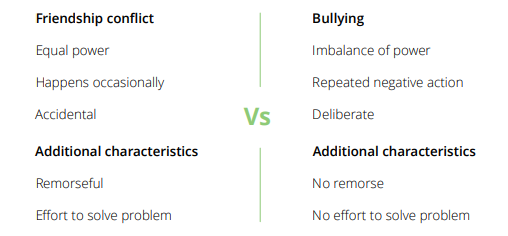 Friendship conflict
Equal power
Happens occasionally
Accidental
Additional characteristics
Remorseful
Effort to solve problem
Vs
Bullying
Imbalance of power
Repeated negative action
Deliberate
Additional characteristics
No remorse
No effort to solve problem